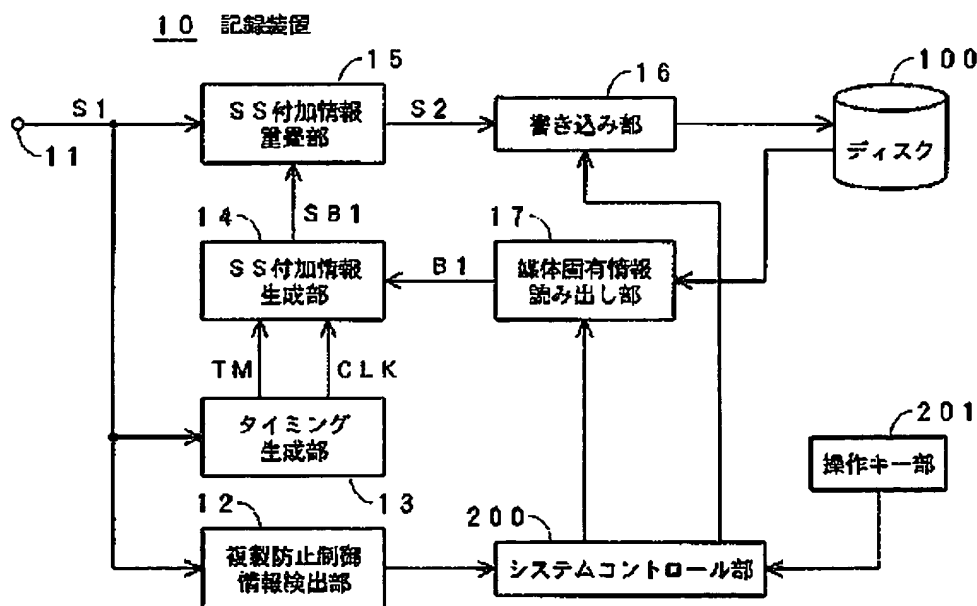 １０ 記録装置
１５
１６
１００
Ｓ１
ＳＳ付加情報
重畳部
Ｓ２
書き込み部
ディスク
１１
ＳＢ１
１４
１７
ＳＳ付加情報
生成部
Ｂ１
媒体固有情報
読み出し部
ＴＭ
ＣＬＫ
タイミング
生成部
２０１
操作キー部
１２
１３
２００
複製防止制御
情報検出部
システムコントロール部